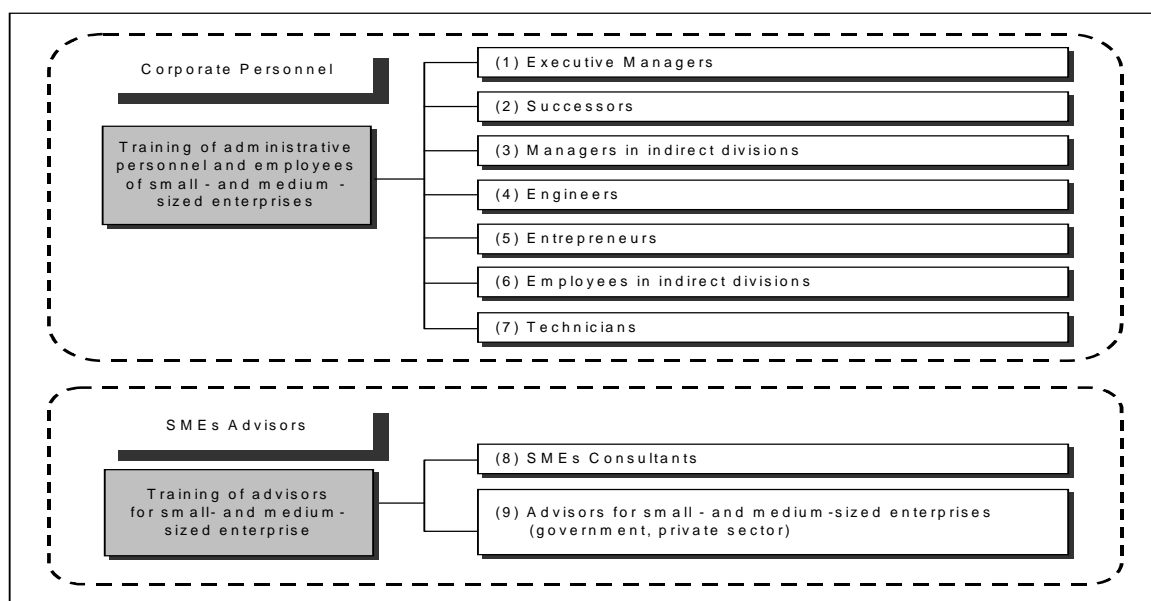 Corporate Personnel
Training of administrative
personnel and employees
of small - and medium -
sized enterprises
(1) Executive Managers
(2) Successors
(3) Managers in indirect divisions
(4) Engineers
(5) Entrepreneurs
(6) Employees in indirect divisions
(7) Technicians
SMEs Advisors
Training of advisors
for small- and medium -
sized enterprise
(8) SMEs Consultants
(9) Advisors for small - and medium -sized enterprises
(government, private sector)